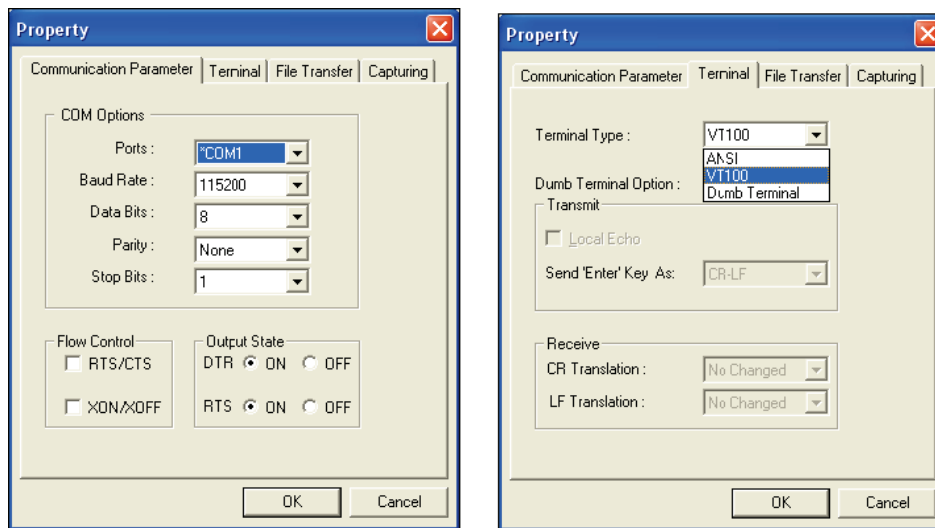 Property
Communication Parameter Terninal File Transfer Capturing
COM Options
Ports : *COM1
Baud Rate : 115200
Data Bits : 8
Parity : None
Stop Bits : 1
Flow Control
RTS/CTS
XON/XOFF
Output State
DTR ON OFF
RTS ON OFF
OK Cancel
Property
Communication Parameter Terninal File Transfer Capturing
Terminal Type : VT100
ANSI
VT100
Dumb Terminal
Dumb Terminal Option :
Transmit
Local Echo
Send 'Enter' Key As: CR-LF
Receive
CR Translation : No Changed
LF Translation : No Changed
OK Cancel